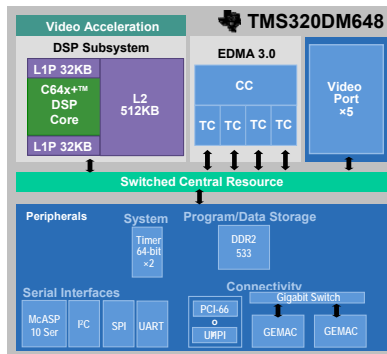 TMS320DM648
Video Acceleration
DSP Subsystem
L1P 32KB
C64x+™
DSP
Core
L2
512KB
L1P 32KB
EDMA 3.0
CC
TC TC TC TC
Video
Port
×5
Switched Central Resource
Peripherals
System
Timer
64-bit
×2
Program/Data Storage
DDR2
533
Serial Interfaces
McASP
10 Ser
I²C
SPI
UART
Connectivity
PCI-66
o
UMPI
Gigabit Switch
GEMAC
GEMAC